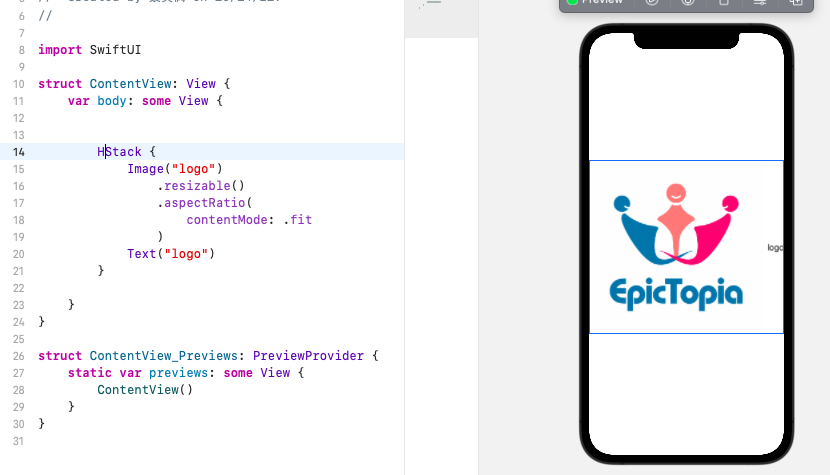 6 //
7
8 import SwiftUI
9
10 struct ContentView: View {
11 var body: some View {
12
13
14 HStack {
15 Image("logo")
16 .resizable()
17 .aspectRatio(
18 contentMode: .fit
19 )
20 Text("logo")
21 }
22
23 }
24 }
25
26 struct ContentView_Previews: PreviewProvider {
27 static var previews: some View {
28 ContentView()
29 }
30 }
31
Preview
EpicTopia
logo